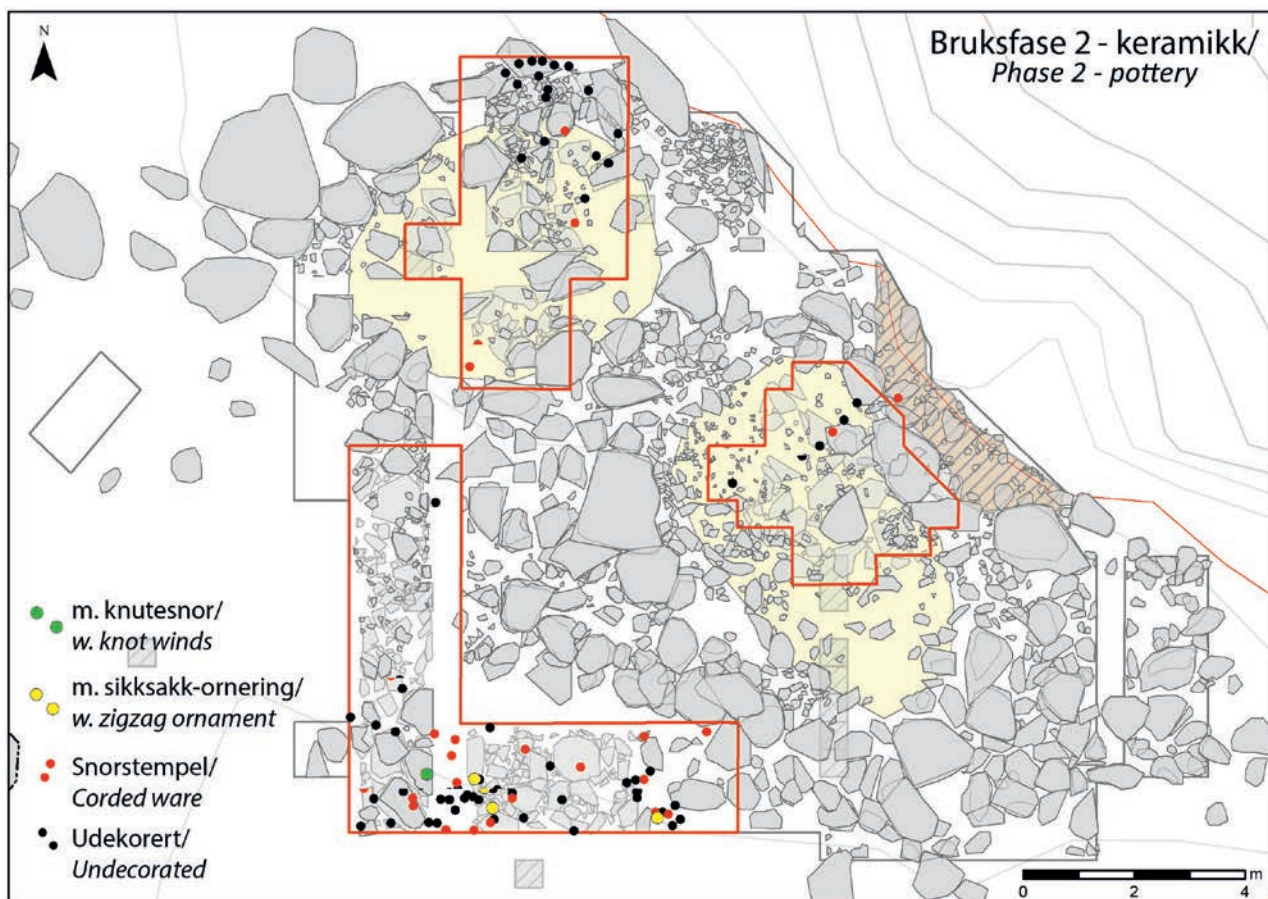 N
Bruksfase 2 - keramikk/
Phase 2 - pottery
m. knutesnor/
w. knot winds
m. sikksakk-ornering/
w. zigzag ornament
Snorstempel/
Corded ware
Udekorert/
Undecorated
m
0 2 4